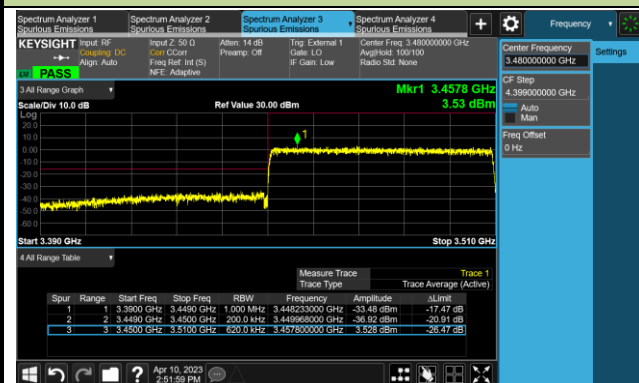 Spectrum Analyzer 1
Spurious Emissions
Spectrum Analyzer 2
Spurious Emissions
Spectrum Analyzer 3
Spurious Emissions
Spectrum Analyzer 4
Spurious Emissions
+
Frequency
KEYSIGHT
Input: RF
Coupling: DC
Align: Auto
Input Z: 50 Ω
Corr CCorr
Freq Ref: Int (S)
NFE: Adaptive
Atten: 14 dB
Preamp: Off
Trig: External 1
Gate: LO
IF Gain: Low
Center Freq: 3.480000000 GHz
Avg|Hold: 100/100
Radio Std: None
PASS
Center Frequency
3.480000000 GHz
Settings
CF Step
4.399000000 GHz
Auto
Man
Freq Offset
0 Hz
3 All Range Graph
Mkr1 3.4578 GHz
Scale/Div 10.0 dB
Ref Value 30.00 dBm
3.53 dBm
Log
20.0
10.0
0.00
-10.0
-20.0
-30.0
-40.0
-50.0
-60.0
1
Start 3.390 GHz
Stop 3.510 GHz
4 All Range Table
Measure Trace Trace 1
Trace Type Trace Average (Active)
Spur Range Start Freq Stop Freq RBW Frequency Amplitude ΔLimit
1 1 3.3900 GHz 3.4490 GHz 1.000 MHz 3.448233000 GHz -33.48 dBm -17.47 dB
2 2 3.4490 GHz 3.4500 GHz 200.0 kHz 3.449968000 GHz -36.92 dBm -20.91 dB
3 3 3.4500 GHz 3.5100 GHz 620.0 kHz 3.457800000 GHz 3.528 dBm -26.47 dB
?
Apr 10, 2023
2:51:59 PM